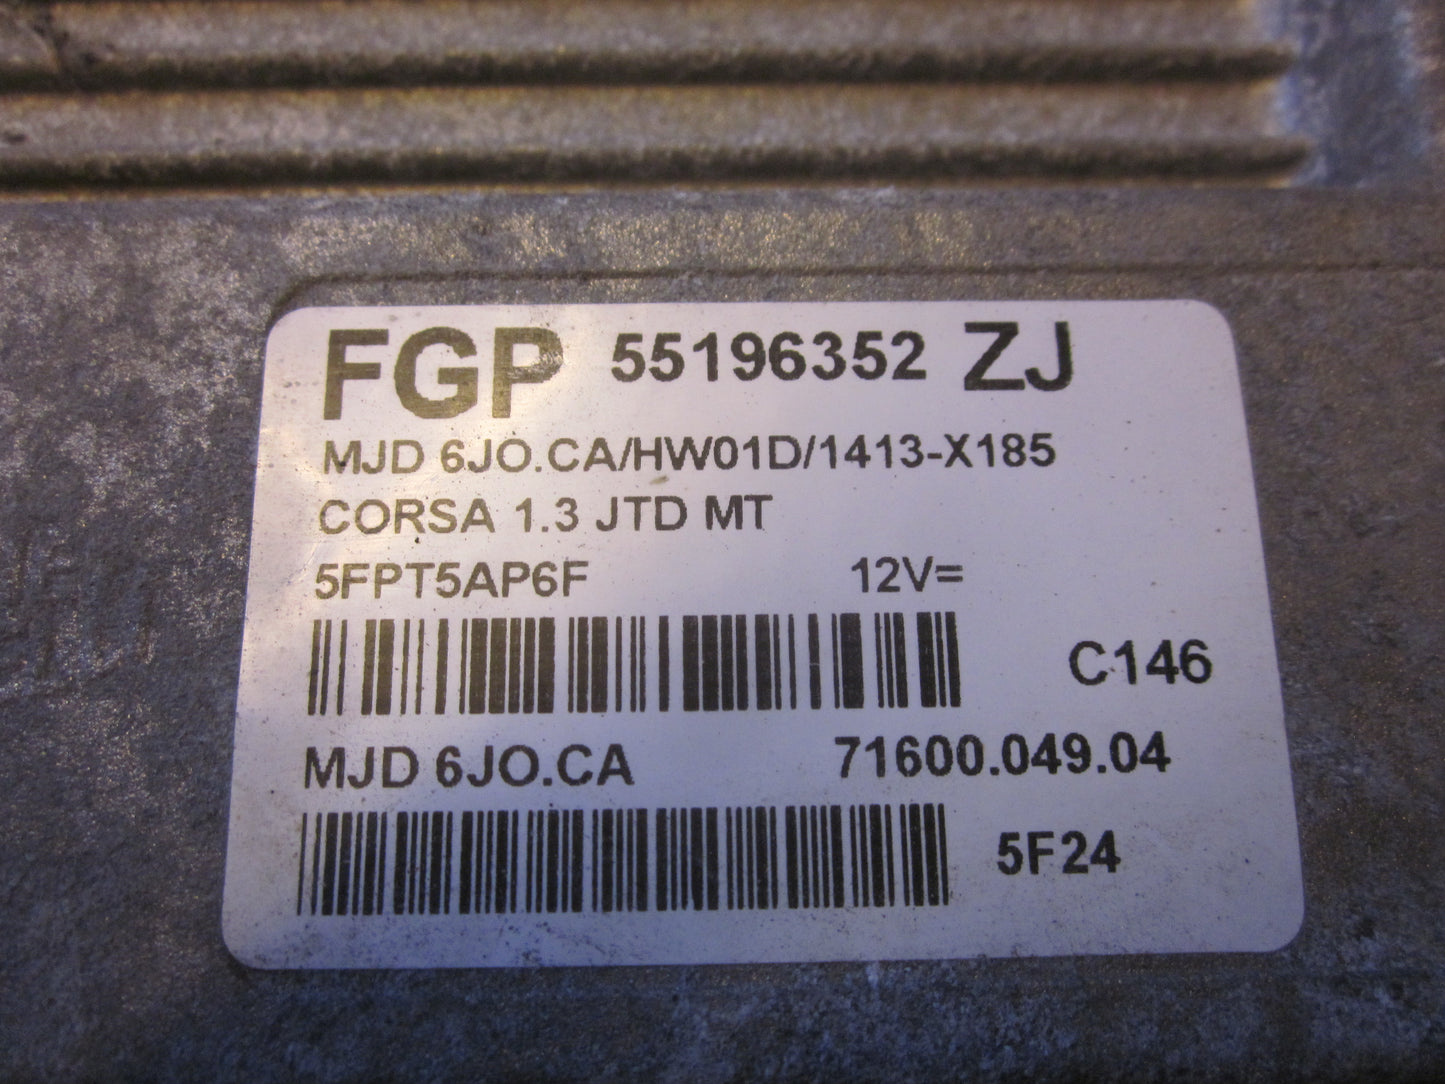 FGP 55196352 ZJ
MJD 6JO.CA/HW01D/1413-X185
CORSA 1.3 JTD MT
5FPT5AP6F 12V=
C146
MJD 6JO.CA 71600.049.04
5F24